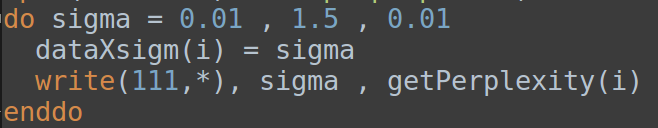 do sigma = 0.01 , 1.5 , 0.01
dataXsigm(i) = sigma
write(111,*), sigma , getPerplexity(i)
enddo